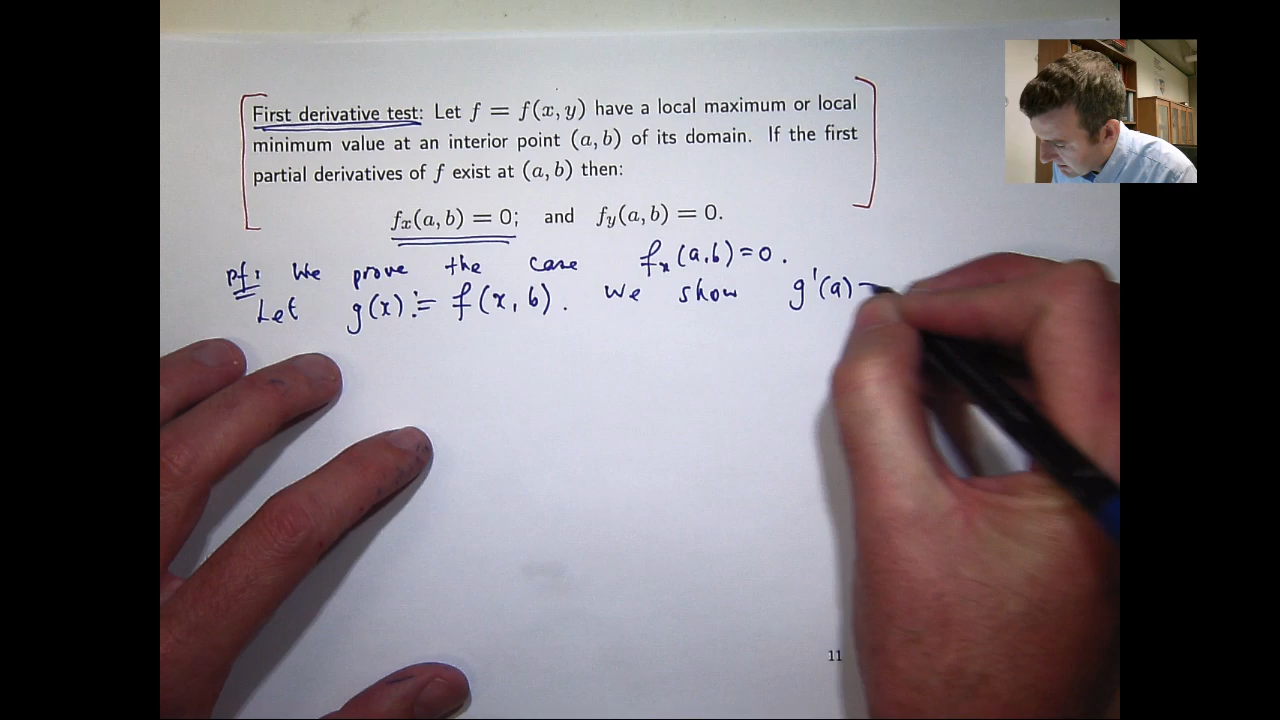 First derivative test: Let f = f(x, y) have a local maximum or local
minimum value at an interior point (a, b) of its domain. If the first
partial derivatives of f exist at (a, b) then:
fₓ(a, b) = 0; and f_y(a, b) = 0.
pf: We prove the case fₓ(a,b)=0.
Let g(x) := f(x, b). We show g'(a)
11